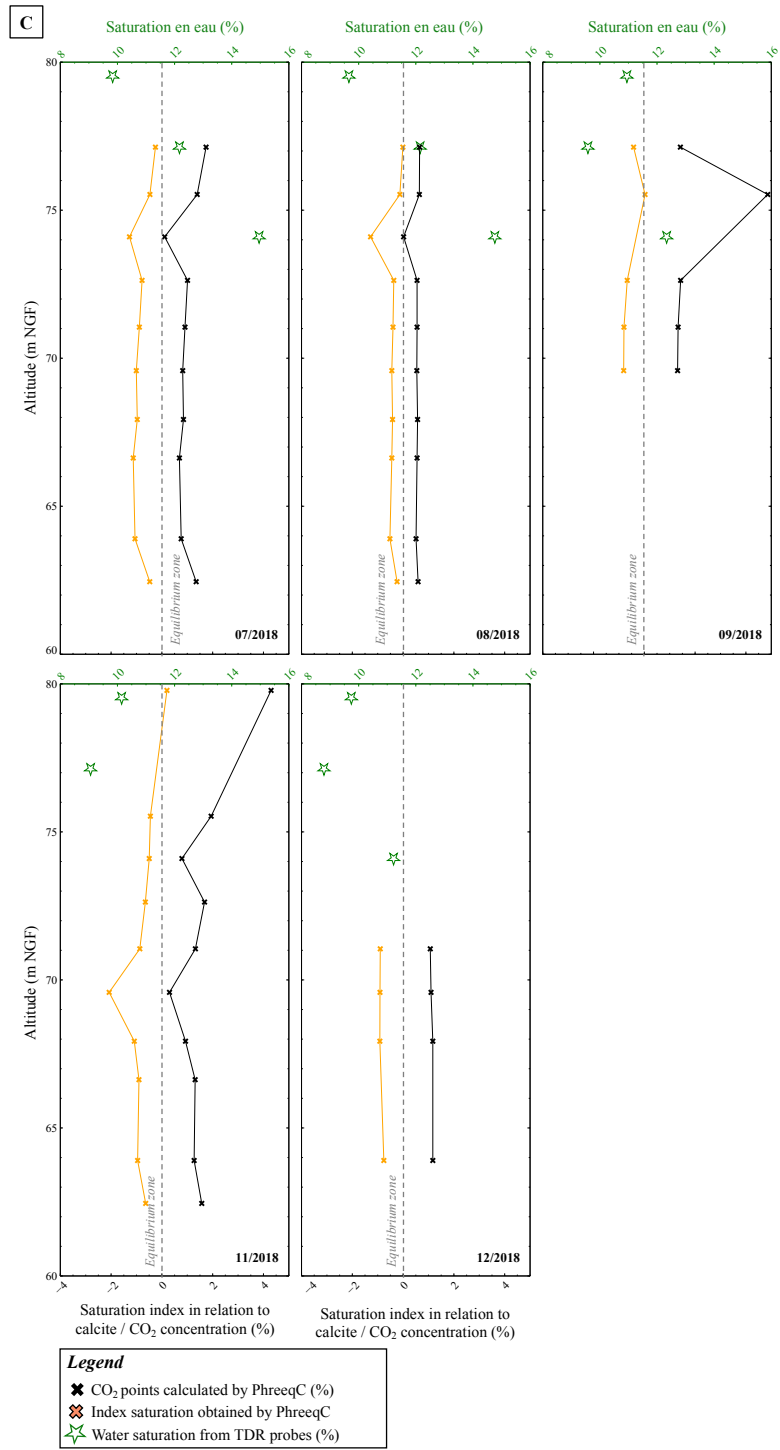 C
Saturation en eau (%)
Saturation en eau (%)
Saturation en eau (%)
8 10 12 14 16
8 10 12 14 16
8 10 12 14 16
Altitude (m NGF)
80
75
70
65
60
Equilibrium zone
07/2018
Equilibrium zone
08/2018
Equilibrium zone
09/2018
8 10 12 14 16
8 10 12 14 16
Altitude (m NGF)
80
75
70
65
60
Equilibrium zone
11/2018
Equilibrium zone
12/2018
−4 −2 0 2 4
−4 −2 0 2 4
Saturation index in relation to
calcite / CO2 concentration (%)
Saturation index in relation to
calcite / CO2 concentration (%)
Legend
CO2 points calculated by PhreeqC (%)
Index saturation obtained by PhreeqC
Water saturation from TDR probes (%)